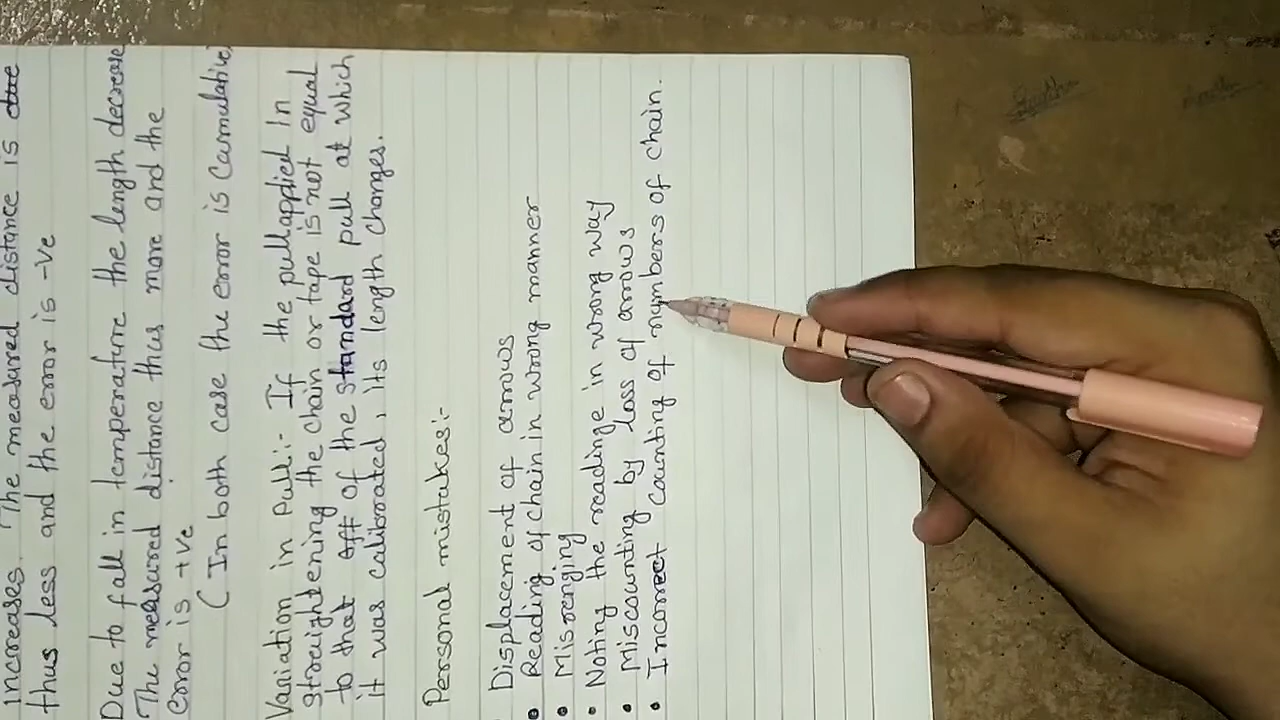 increases. The measured distance is
thus less and the error is -ve
Due to fall in temperature the length decrease
The measured distance thus more and the
error is +ve
(In both case the error is Cumulative
Variation in Pull:- If the pull applied in
straightening the chain or tape is not equal
to that of the standard pull at which
it was calibrated, its length changes.
Personal mistakes:-
Displacement of arrows
• Reading of chain in wrong manner
• Misranging
• Noting the reading in wrong way
• Miscounting by loss of arrows
• Incorrect counting of numbers of chain.